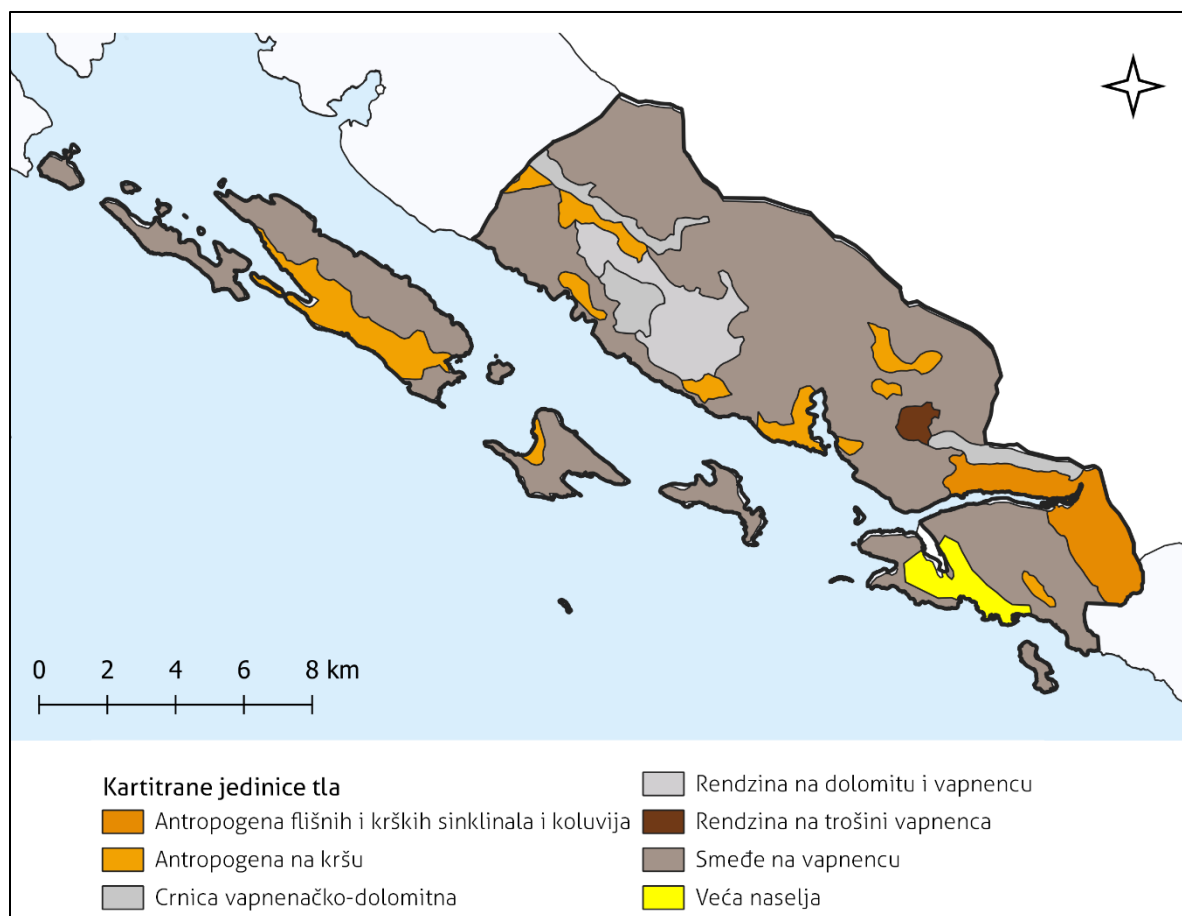 0 2 4 6 8 km
Kartitrane jedinice tla
Antropogena flišnih i krških sinklinala i koluvija
Antropogena na kršu
Crnica vapnenačko-dolomitna
Rendzina na dolomitu i vapnencu
Rendzina na trošini vapnenca
Smeđe na vapnencu
Veća naselja